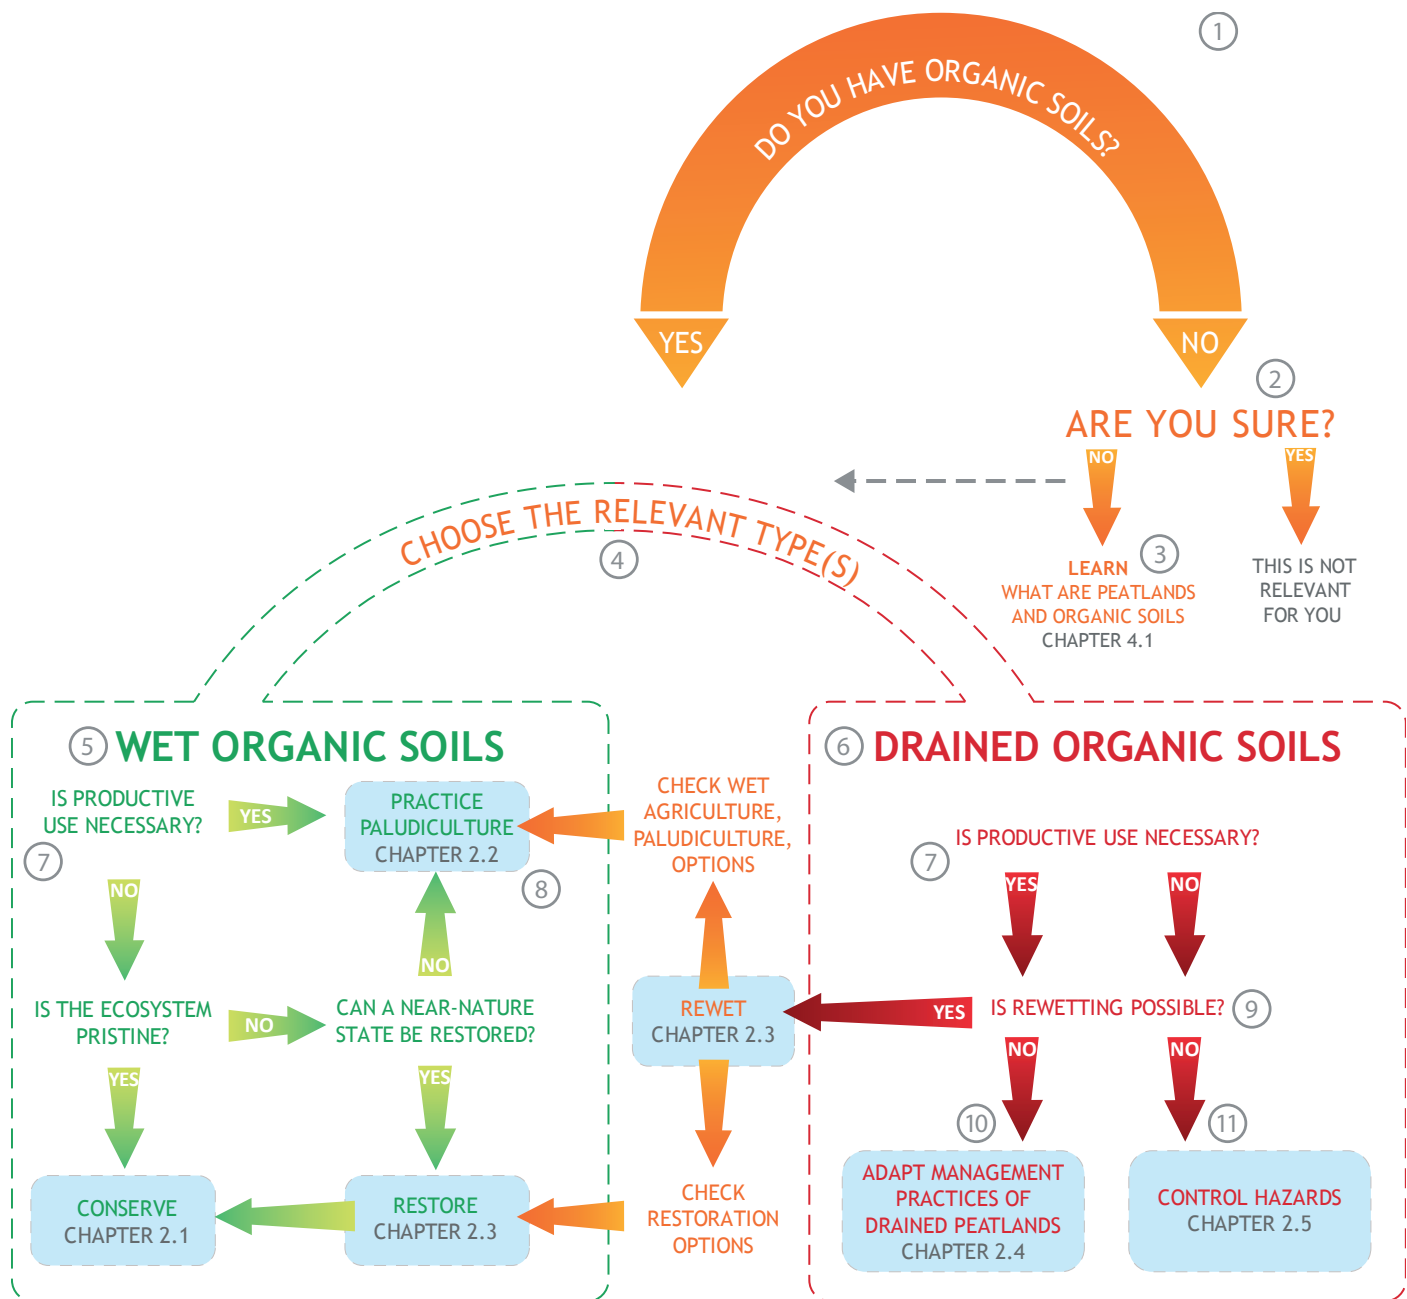 1
DO YOU HAVE ORGANIC SOILS?
YES
NO
2
ARE YOU SURE?
NO
YES
3
LEARN
WHAT ARE PEATLANDS
AND ORGANIC SOILS
CHAPTER 4.1
THIS IS NOT
RELEVANT
FOR YOU
CHOOSE THE RELEVANT TYPE(S)
4
5
WET ORGANIC SOILS
IS PRODUCTIVE
USE NECESSARY?
YES
PRACTICE
PALUDICULTURE
CHAPTER 2.2
7
8
NO
NO
IS THE ECOSYSTEM
PRISTINE?
NO
CAN A NEAR-NATURE
STATE BE RESTORED?
YES
YES
CONSERVE
CHAPTER 2.1
RESTORE
CHAPTER 2.3
CHECK WET
AGRICULTURE,
PALUDICULTURE,
OPTIONS
REWET
CHAPTER 2.3
CHECK
RESTORATION
OPTIONS
6
DRAINED ORGANIC SOILS
IS PRODUCTIVE USE NECESSARY?
7
YES
NO
YES
IS REWETTING POSSIBLE?
9
NO
NO
10
11
ADAPT MANAGEMENT
PRACTICES OF
DRAINED PEATLANDS
CHAPTER 2.4
CONTROL HAZARDS
CHAPTER 2.5